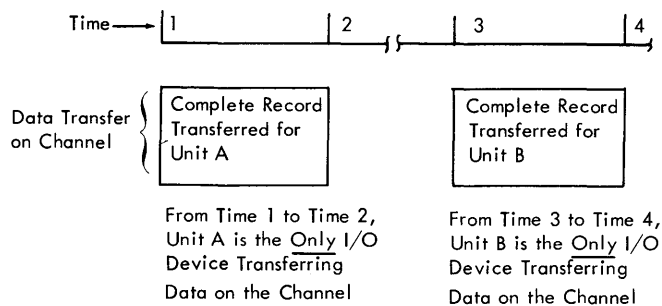 Time
1
2
3
4
Data Transfer
on Channel
Complete Record
Transferred for
Unit A
Complete Record
Transferred for
Unit B
From Time 1 to Time 2,
Unit A is the Only I/O
Device Transferring
Data on the Channel
From Time 3 to Time 4,
Unit B is the Only I/O
Device Transferring
Data on the Channel